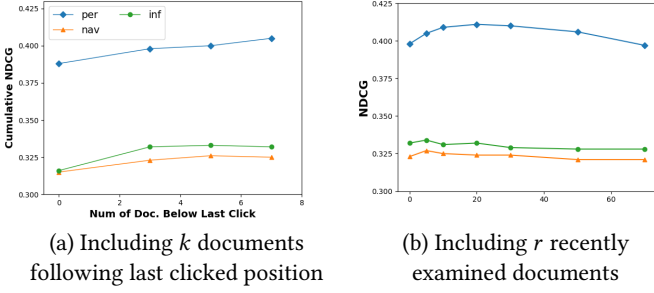 0.425
0.400
0.375
0.350
0.325
0.300
Cumulative NDCG
per
nav
inf
0 2 4 6 8
Num of Doc. Below Last Click
(a) Including k documents
following last clicked position
0.425
0.400
0.375
0.350
0.325
0.300
NDCG
0 20 40 60
(b) Including r recently
examined documents